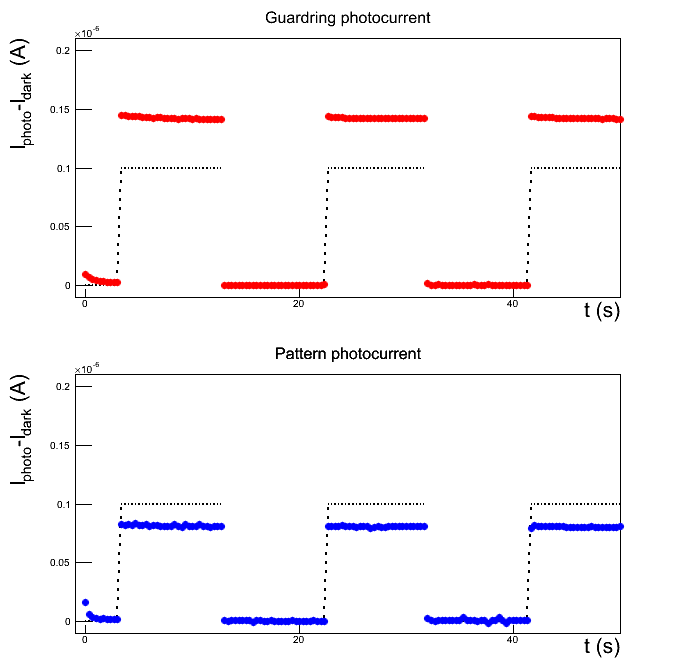 Guardring photocurrent
×10⁻⁶
I_photo-I_dark (A)
0.2
0.15
0.1
0.05
0
0 20 40
t (s)
Pattern photocurrent
×10⁻⁶
I_photo-I_dark (A)
0.2
0.15
0.1
0.05
0
0 20 40
t (s)